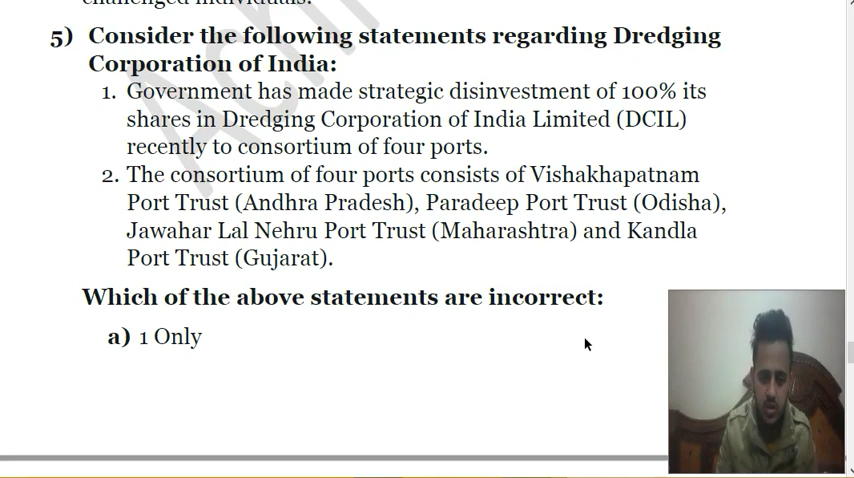 challenged individuals.
5) Consider the following statements regarding Dredging
Corporation of India:
1. Government has made strategic disinvestment of 100% its
shares in Dredging Corporation of India Limited (DCIL)
recently to consortium of four ports.
2. The consortium of four ports consists of Vishakhapatnam
Port Trust (Andhra Pradesh), Paradeep Port Trust (Odisha),
Jawahar Lal Nehru Port Trust (Maharashtra) and Kandla
Port Trust (Gujarat).
Which of the above statements are incorrect:
a) 1 Only